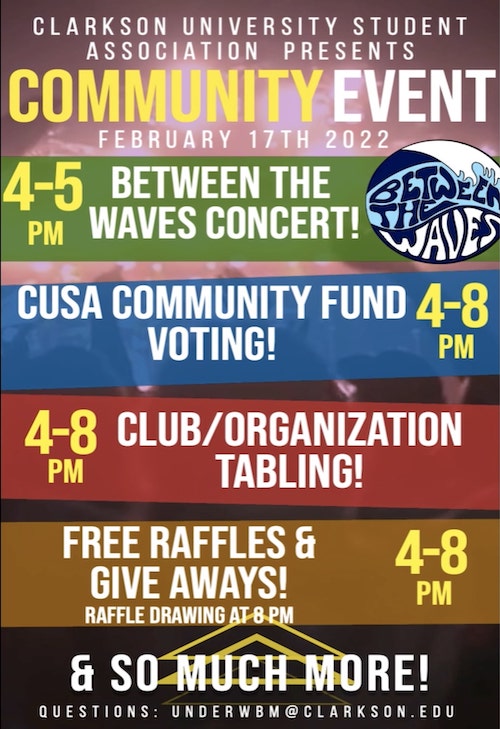 CLARKSON UNIVERSITY STUDENT
ASSOCIATION PRESENTS
COMMUNITY EVENT
FEBRUARY 17TH 2022
4-5
PM
BETWEEN THE
WAVES CONCERT!
BETWEEN
THE
WAVES
CUSA COMMUNITY FUND
VOTING!
4-8
PM
4-8
PM
CLUB/ORGANIZATION
TABLING!
FREE RAFFLES &
GIVE AWAYS!
RAFFLE DRAWING AT 8 PM
4-8
PM
& SO MUCH MORE!
QUESTIONS: UNDERWBM@CLARKSON.EDU